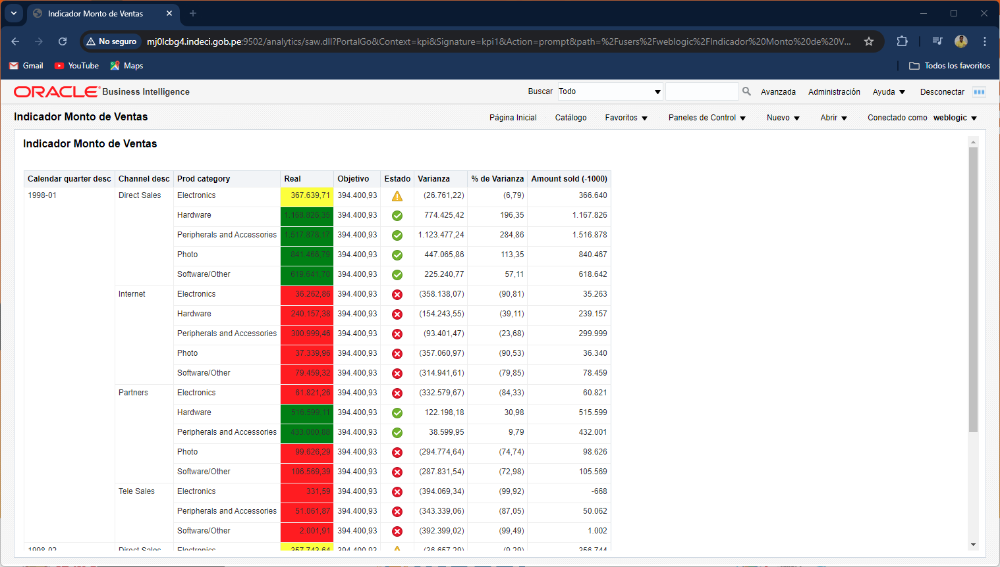 Indicador Monto de Ventas
No seguro mj0lcbg4.indeci.gob.pe:9502/analytics/saw.dll?PortalGo&Context=kpi&Signature=kpi1&Action=prompt&path=%2Fusers%2Fweblogic%2FIndicador%20Monto%20de%20V...
Gmail YouTube Maps Todos los favoritos
ORACLE Business Intelligence Buscar Todo Avanzada Administración Ayuda Desconectar
Indicador Monto de Ventas Página Inicial Catálogo Favoritos Paneles de Control Nuevo Abrir Conectado como weblogic
Indicador Monto de Ventas
Calendar quarter desc Channel desc Prod category Real Objetivo Estado Varianza % de Varianza Amount sold (-1000)
1998-01 Direct Sales Electronics 367.639,71 394.400,93 (26.761,22) (6,79) 366.640
Hardware 1.168.826,35 394.400,93 774.425,42 196,35 1.167.826
Peripherals and Accessories 1.517.878,17 394.400,93 1.123.477,24 284,86 1.516.878
Photo 841.466,79 394.400,93 447.065,86 113,35 840.467
Software/Other 619.641,70 394.400,93 225.240,77 57,11 618.642
Internet Electronics 36.262,86 394.400,93 (358.138,07) (90,81) 35.263
Hardware 240.157,38 394.400,93 (154.243,55) (39,11) 239.157
Peripherals and Accessories 300.999,46 394.400,93 (93.401,47) (23,68) 299.999
Photo 37.339,96 394.400,93 (357.060,97) (90,53) 36.340
Software/Other 79.459,32 394.400,93 (314.941,61) (79,85) 78.459
Partners Electronics 61.821,26 394.400,93 (332.579,67) (84,33) 60.821
Hardware 516.599,11 394.400,93 122.198,18 30,98 515.599
Peripherals and Accessories 433.000,88 394.400,93 38.599,95 9,79 432.001
Photo 99.626,29 394.400,93 (294.774,64) (74,74) 98.626
Software/Other 106.569,39 394.400,93 (287.831,54) (72,98) 105.569
Tele Sales Electronics 331,59 394.400,93 (394.069,34) (99,92) -668
Peripherals and Accessories 51.061,87 394.400,93 (343.339,06) (87,05) 50.062
Software/Other 2.001,91 394.400,93 (392.399,02) (99,49) 1.002
1998-02 Direct Sales Electronics 357.743,64 394.400,93 (36.657,29) (9,29) 356.744